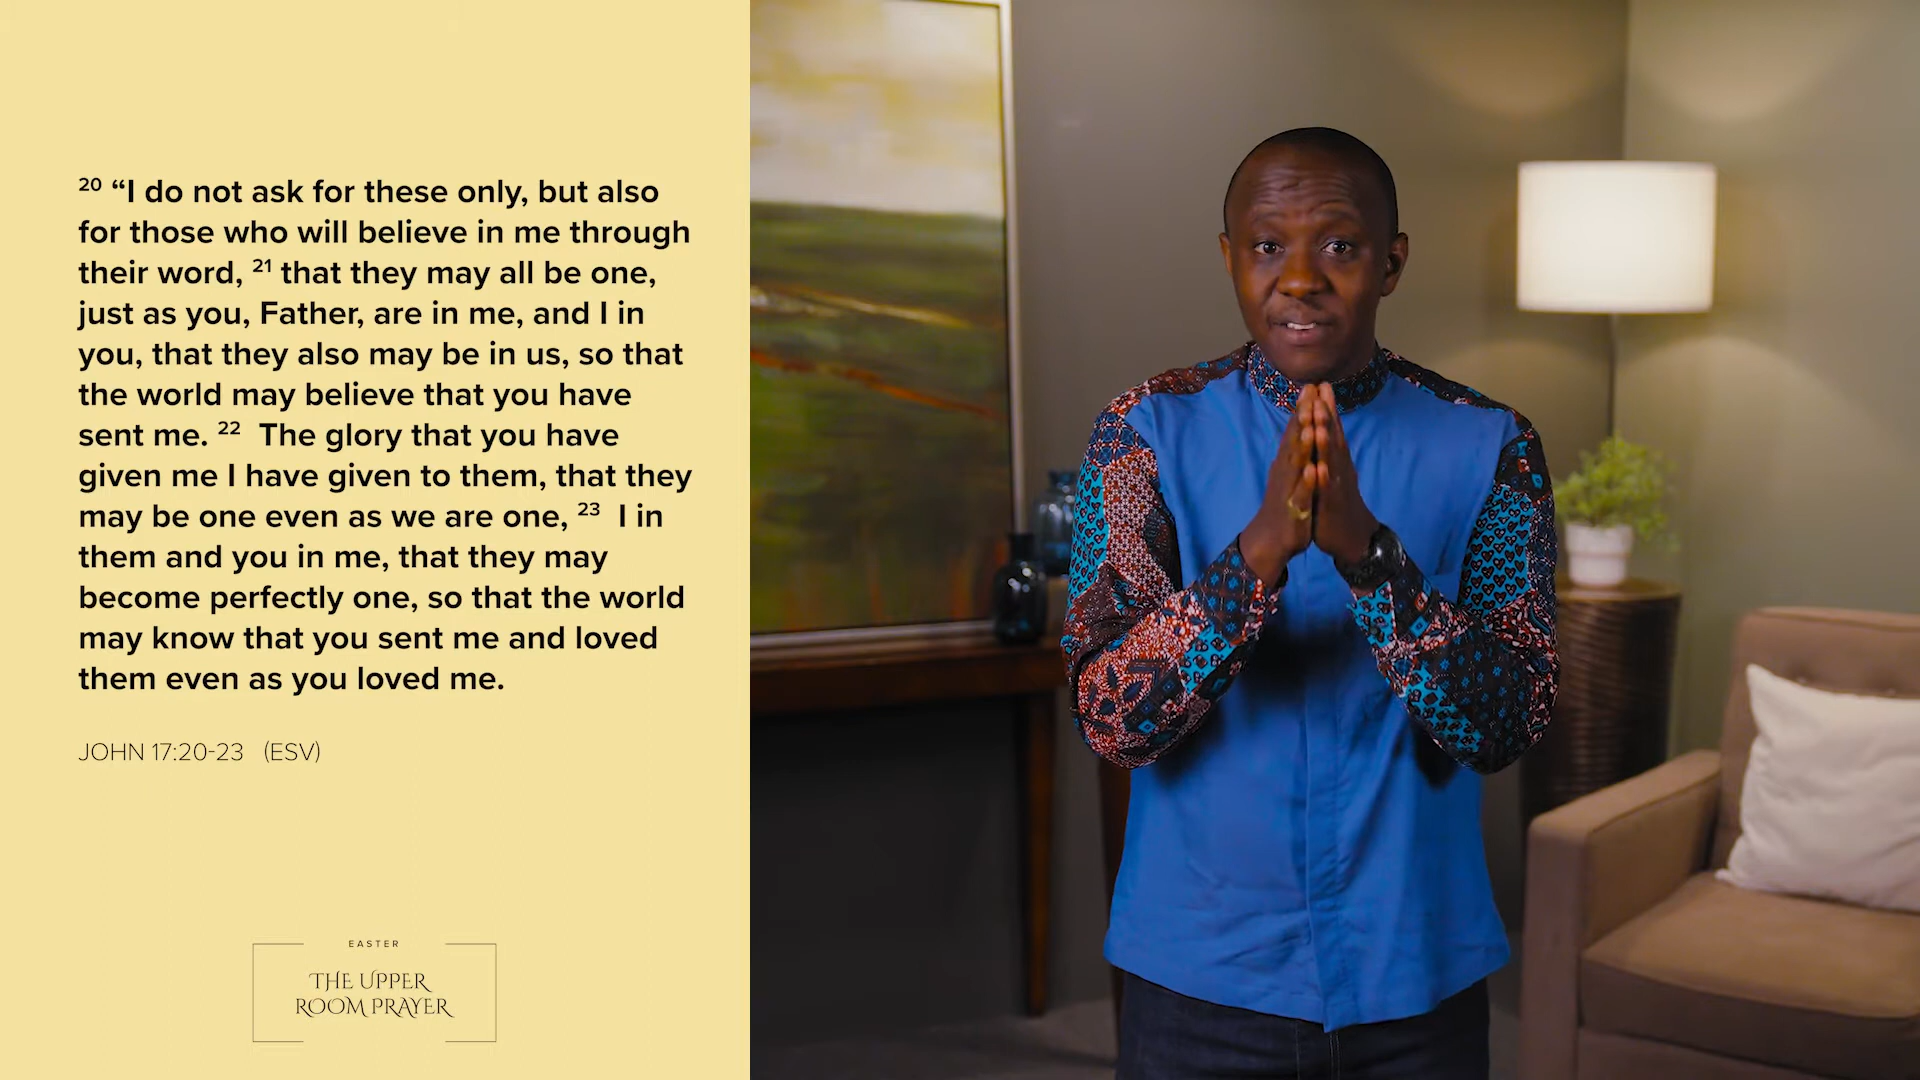 20 “I do not ask for these only, but also
for those who will believe in me through
their word, 21 that they may all be one,
just as you, Father, are in me, and I in
you, that they also may be in us, so that
the world may believe that you have
sent me. 22 The glory that you have
given me I have given to them, that they
may be one even as we are one, 23 I in
them and you in me, that they may
become perfectly one, so that the world
may know that you sent me and loved
them even as you loved me.
JOHN 17:20-23 (ESV)
EASTER
THE UPPER
ROOM PRAYER